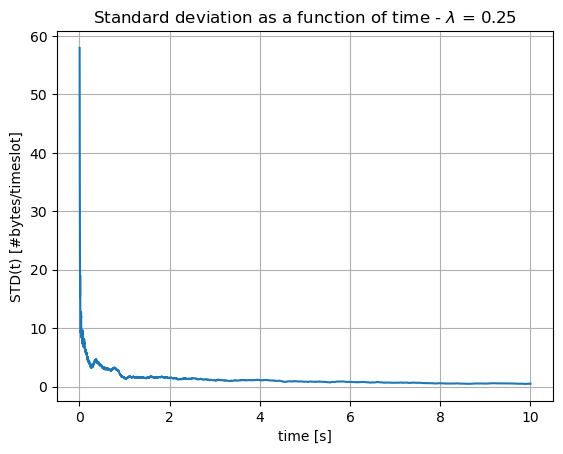 Standard deviation as a function of time - λ = 0.25
STD(t) [#bytes/timeslot]
60
50
40
30
20
10
0
0 2 4 6 8 10
time [s]